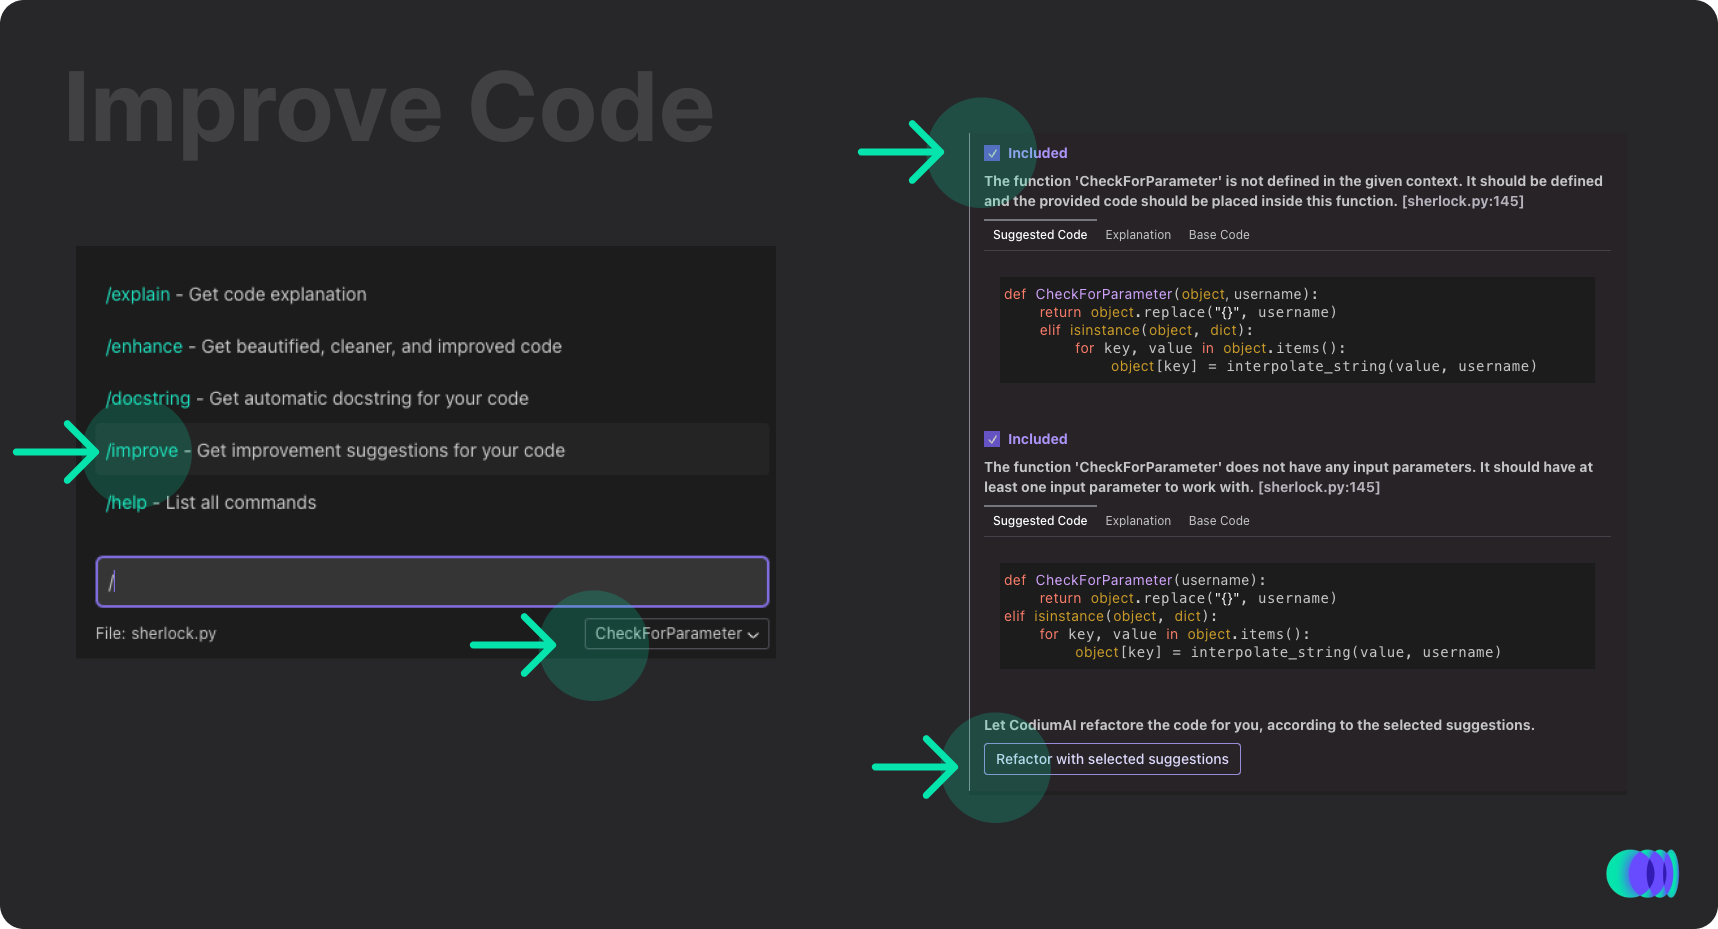 Improve Code
/explain - Get code explanation
/enhance - Get beautified, cleaner, and improved code
/docstring - Get automatic docstring for your code
/improve - Get improvement suggestions for your code
/help - List all commands
/
File: sherlock.py
CheckForParameter
Included
The function 'CheckForParameter' is not defined in the given context. It should be defined
and the provided code should be placed inside this function. [sherlock.py:145]
Suggested Code Explanation Base Code
def CheckForParameter(object, username):
    return object.replace("{}", username)
    elif isinstance(object, dict):
        for key, value in object.items():
            object[key] = interpolate_string(value, username)
Included
The function 'CheckForParameter' does not have any input parameters. It should have at
least one input parameter to work with. [sherlock.py:145]
Suggested Code Explanation Base Code
def CheckForParameter(username):
    return object.replace("{}", username)
elif isinstance(object, dict):
    for key, value in object.items():
        object[key] = interpolate_string(value, username)
Let CodiumAI refactore the code for you, according to the selected suggestions.
Refactor with selected suggestions